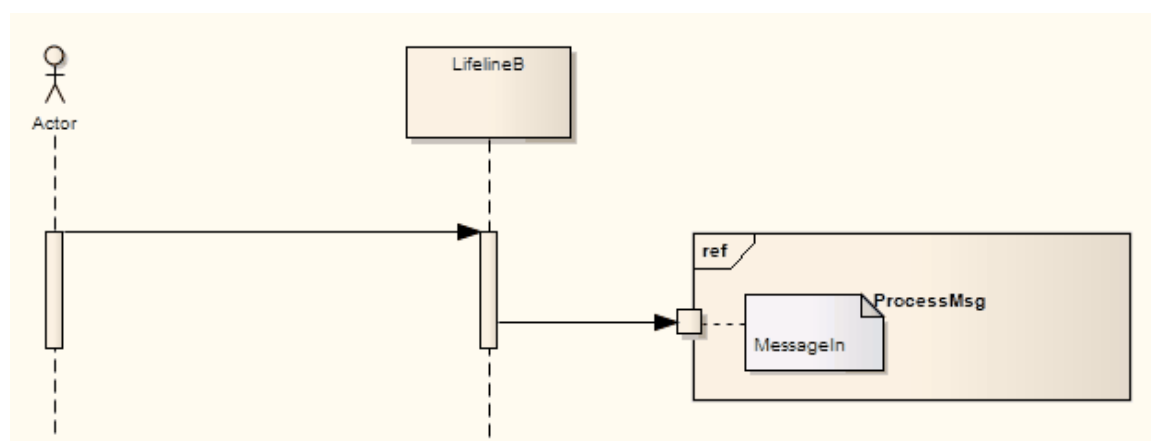 LifelineB
Actor
ref
ProcessMsg
MessageIn